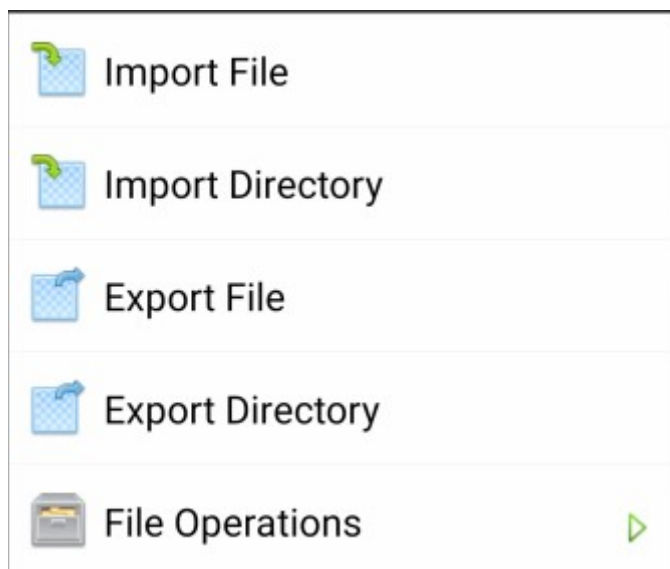 Import File
Import Directory
Export File
Export Directory
File Operations